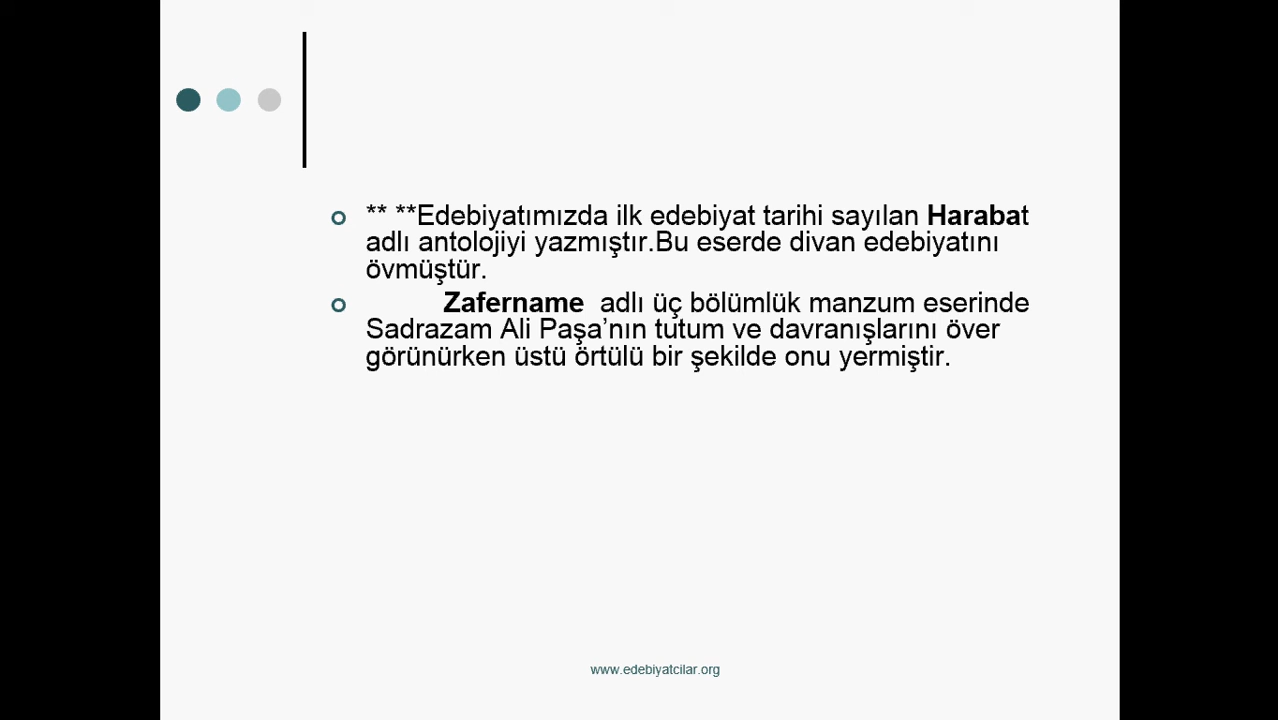 ** **Edebiyatımızda ilk edebiyat tarihi sayılan Harabat
adlı antolojiyi yazmıştır.Bu eserde divan edebiyatını
övmüştür.
Zafername adlı üç bölümlük manzum eserinde
Sadrazam Ali Paşa’nın tutum ve davranışlarını över
görünürken üstü örtülü bir şekilde onu yermiştir.
www.edebiyatcilar.org